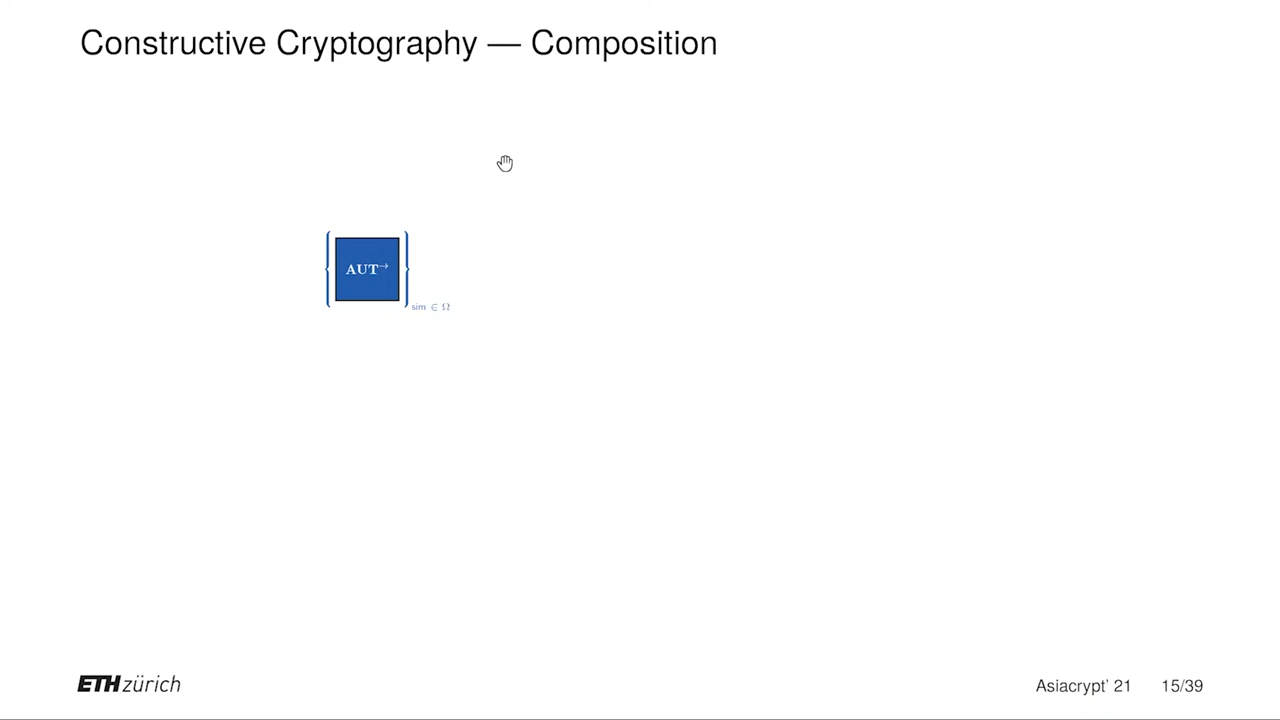 Constructive Cryptography — Composition
{ AUT→ }
sim ∈ Ω
ETH zürich
Asiacrypt' 21 15/39